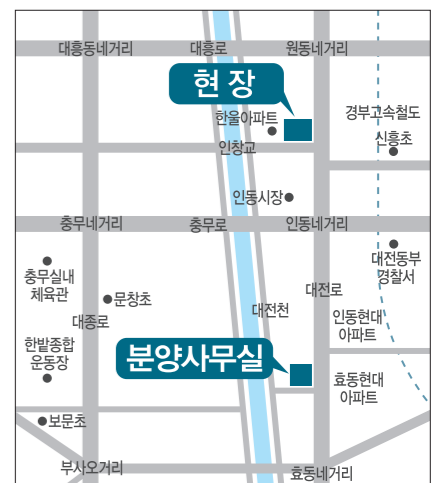 대흥동네거리
대흥로
원동네거리
현 장
한울아파트
경부고속철도
신흥초
인창교
인동시장
충무네거리
충무로
인동네거리
충무실내
체육관
문창초
대종로
대전천
대전로
대전동부
경찰서
인동현대
아파트
한밭종합
운동장
분양사무실
효동현대
아파트
보문초
부사오거리
효동네거리